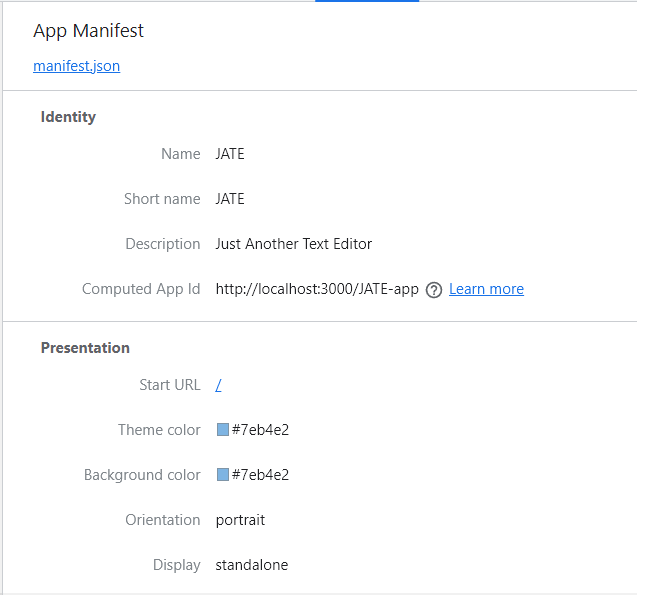 App Manifest
manifest.json
Identity
Name JATE
Short name JATE
Description Just Another Text Editor
Computed App Id http://localhost:3000/JATE-app ? Learn more
Presentation
Start URL /
Theme color #7eb4e2
Background color #7eb4e2
Orientation portrait
Display standalone